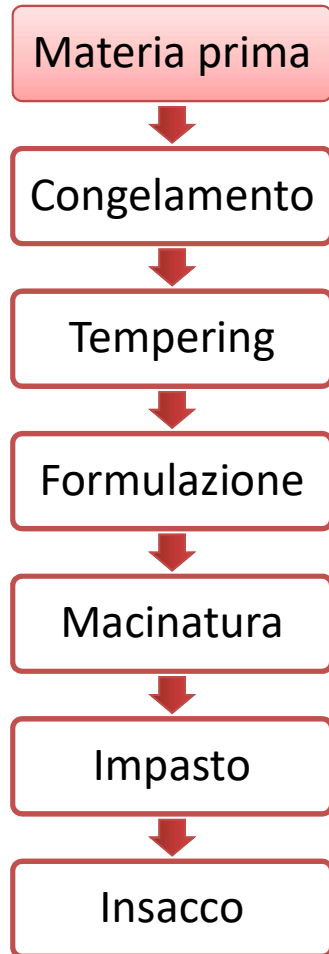 Materia prima
Congelamento
Tempering
Formulazione
Macinatura
Impasto
Insacco